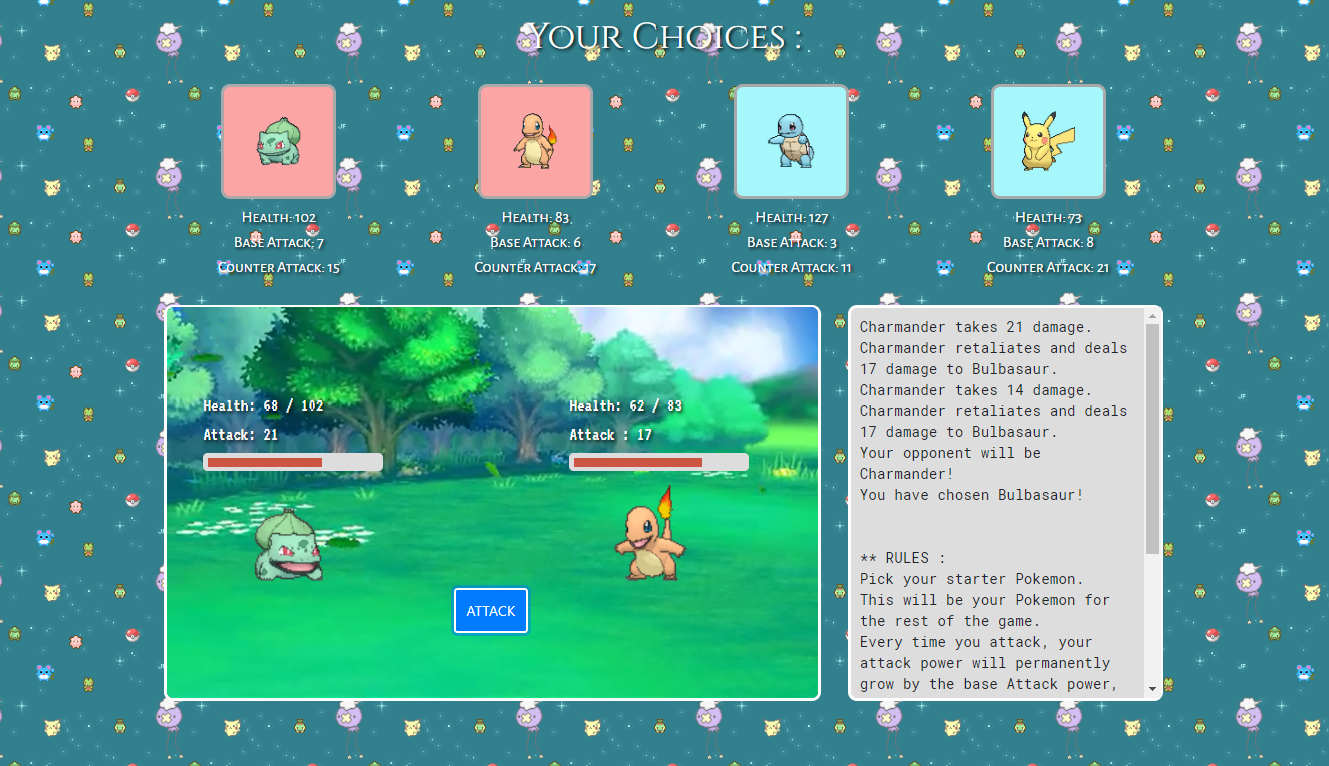 Your Choices :
Health: 102
Base Attack: 7
Counter Attack: 15
Health: 83
Base Attack: 6
Counter Attack: 17
Health: 127
Base Attack: 3
Counter Attack: 11
Health: 73
Base Attack: 8
Counter Attack: 21
Health: 68 / 102
Attack: 21
Health: 62 / 83
Attack : 17
ATTACK
Charmander takes 21 damage.
Charmander retaliates and deals
17 damage to Bulbasaur.
Charmander takes 14 damage.
Charmander retaliates and deals
17 damage to Bulbasaur.
Your opponent will be
Charmander!
You have chosen Bulbasaur!
** RULES :
Pick your starter Pokemon.
This will be your Pokemon for
the rest of the game.
Every time you attack, your
attack power will permanently
grow by the base Attack power,